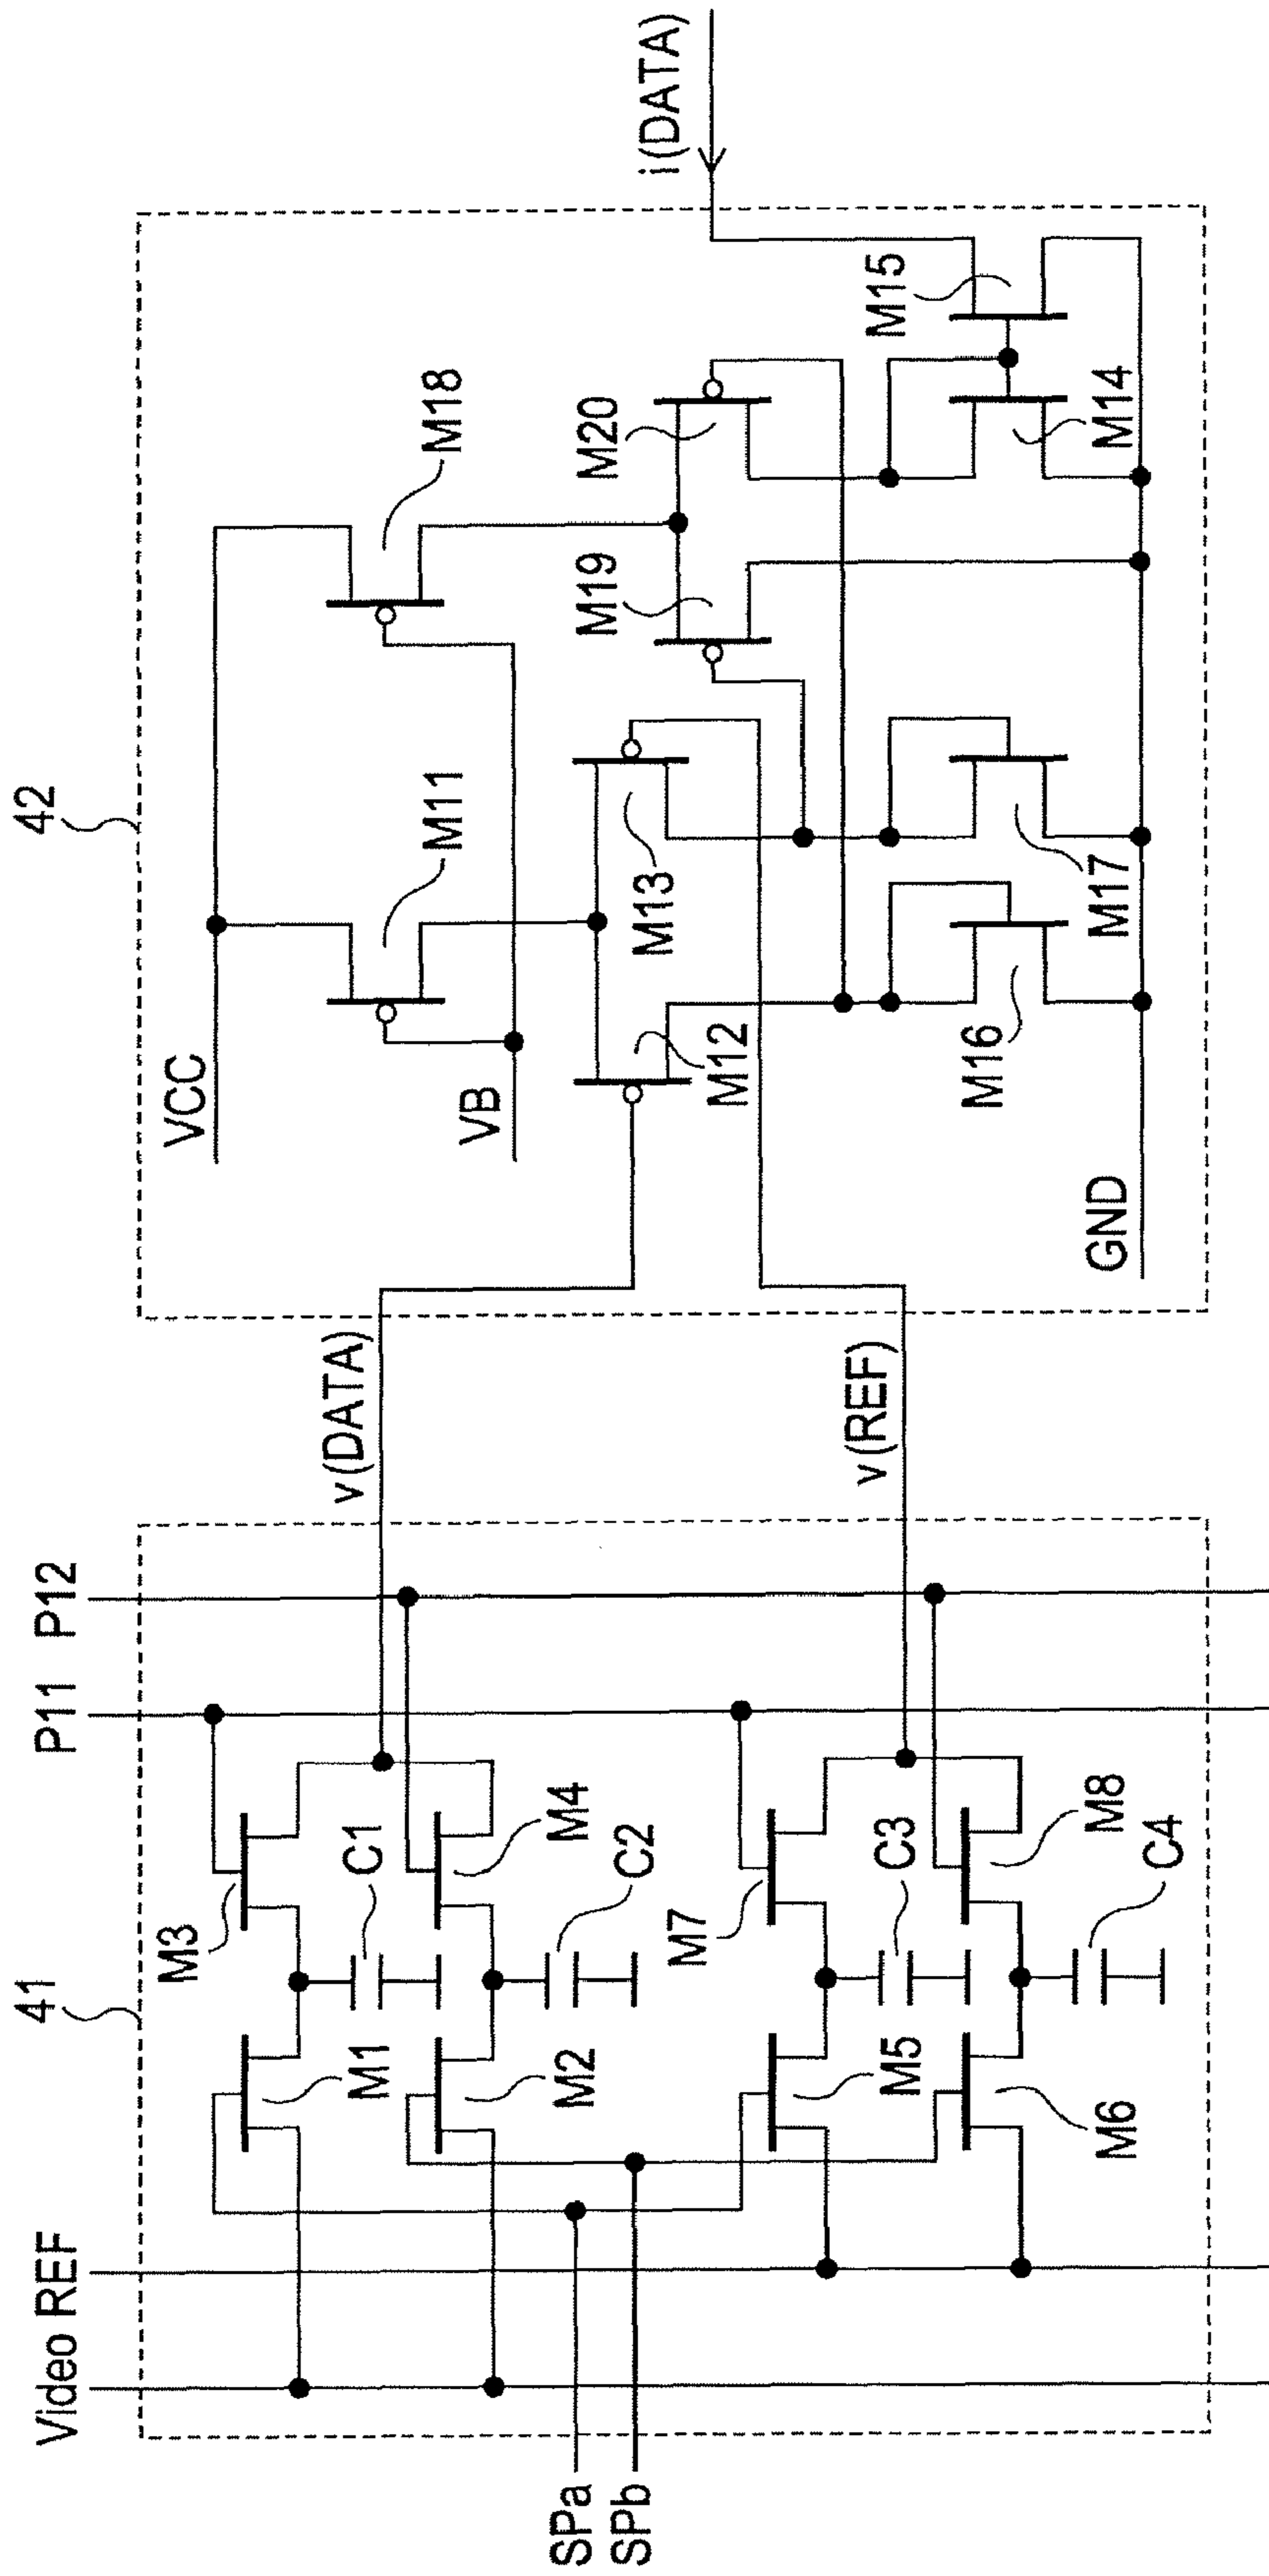 41
42
Video REF
P11
P12
VCC
M18
M11
M3
M1
C1
v(DATA)
i(DATA)
VB
M4
M2
C2
M13
M12
M19
M20
SPa
SPb
M7
M5
C3
v(REF)
M15
M14
M8
M6
C4
M16
M17
GND